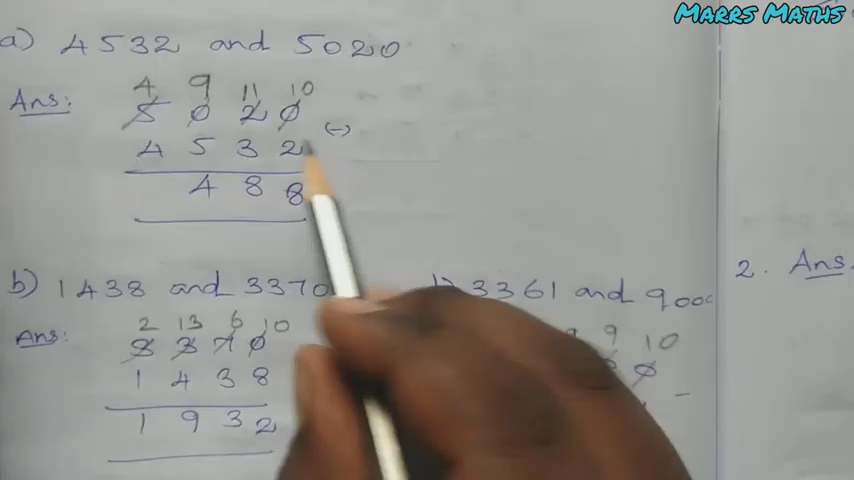 MARRS MATHS
a) 4532 and 5020
4 9 11 10
Ans: 5 0 2 0 (-)
4 5 3 2
4 8 8
b) 1438 and 3370
3361 and 9000
2. Ans.
2 13 6 10
9 9 10
Ans: 3 3 7 0
0
1 4 3 8
-
1 9 3 2